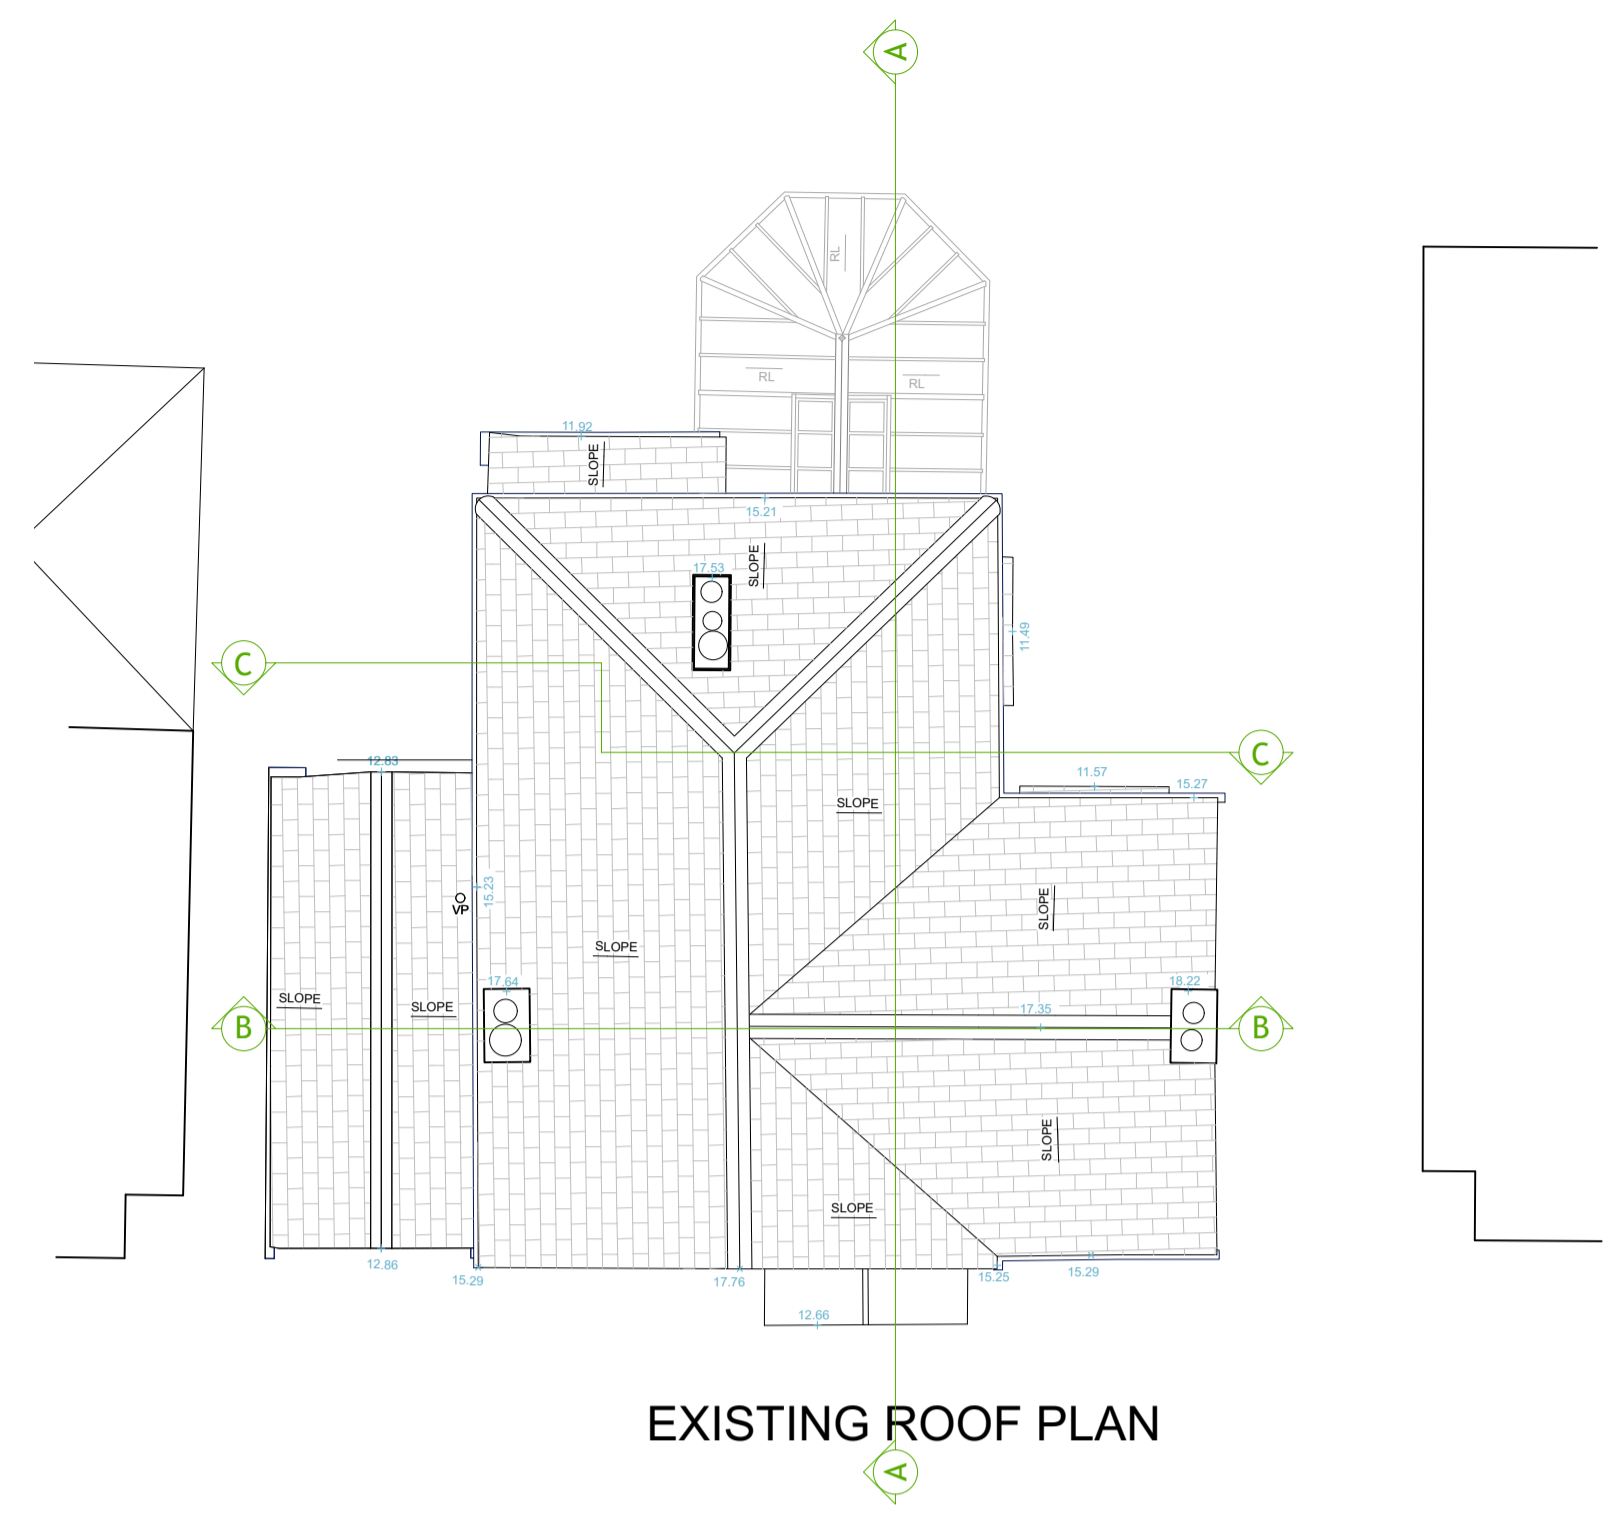 A
RL
RL
RL
11.92
SLOPE
15.21
SLOPE
17.53
11.49
C
C
12.83
11.57
15.27
SLOPE
15.23
VP
SLOPE
SLOPE
17.64
18.22
SLOPE
SLOPE
17.35
B
B
SLOPE
SLOPE
12.86
15.29
17.76
15.25
15.29
12.66
EXISTING ROOF PLAN
A